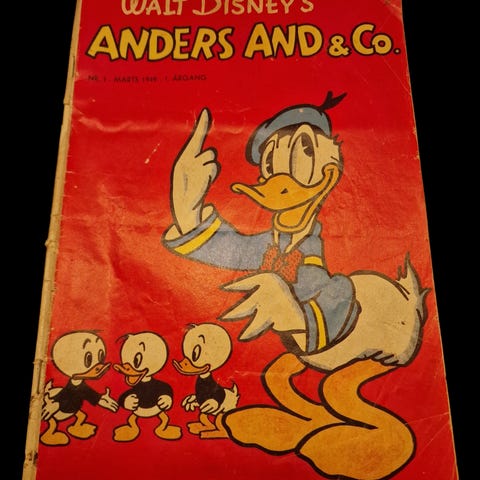 WALT DISNEY'S
ANDERS AND & Co.
NR. 1 - MARTS 1949 - 1. ÅRGANG